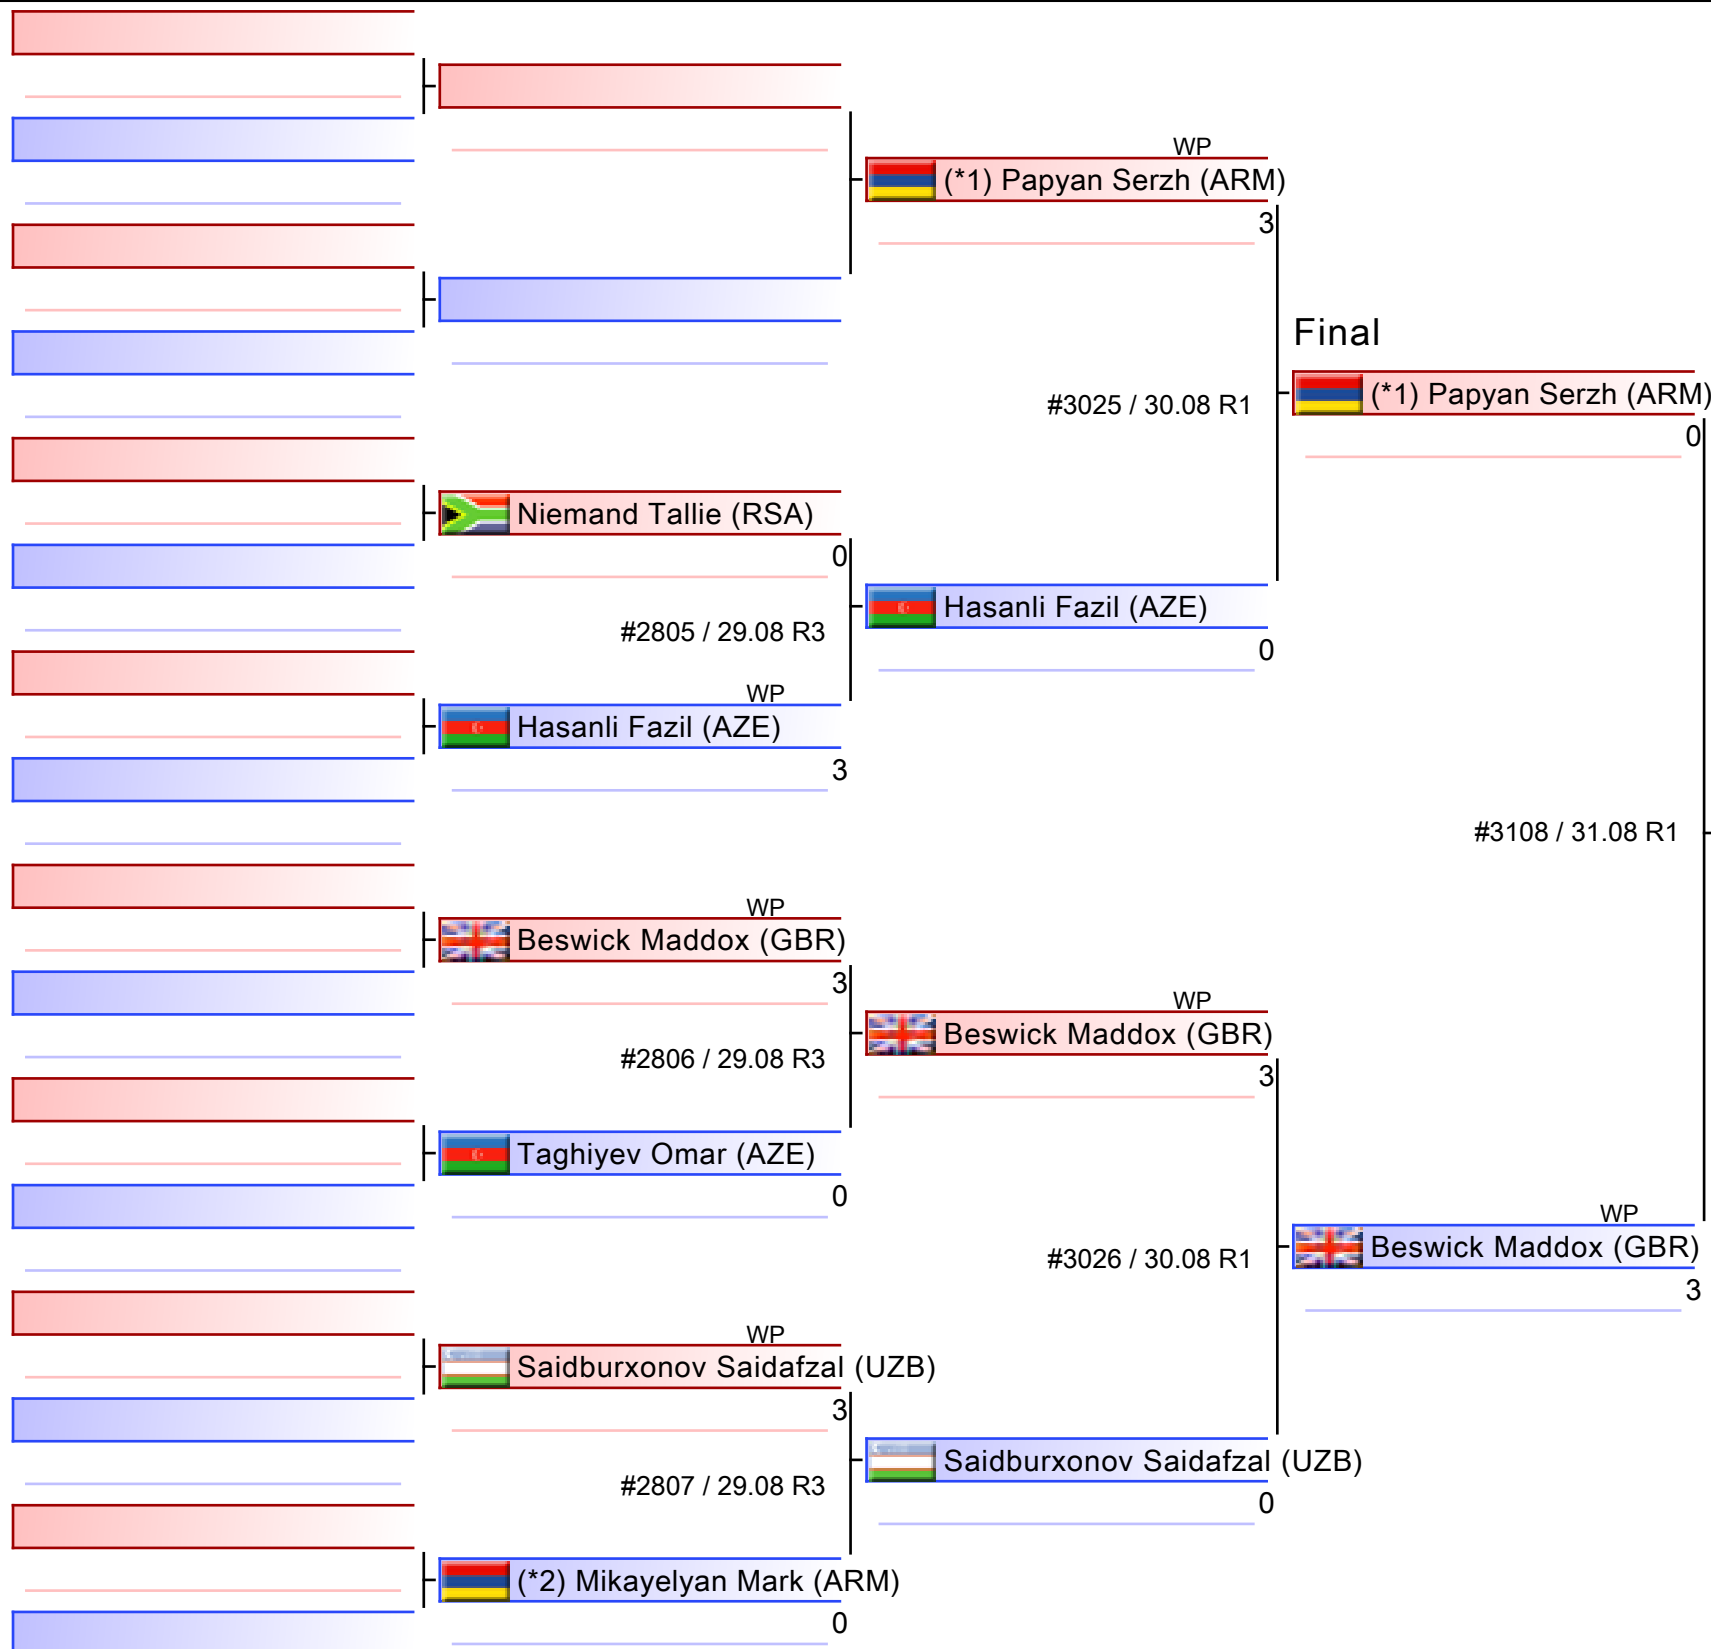 WP
(*1) Papyan Serzh (ARM)
3
Final
#3025 / 30.08 R1
(*1) Papyan Serzh (ARM)
0
Niemand Tallie (RSA)
0
#2805 / 29.08 R3
Hasanli Fazil (AZE)
0
WP
Hasanli Fazil (AZE)
3
#3108 / 31.08 R1
WP
Beswick Maddox (GBR)
3
#2806 / 29.08 R3
WP
Beswick Maddox (GBR)
3
Taghiyev Omar (AZE)
0
#3026 / 30.08 R1
WP
Beswick Maddox (GBR)
3
WP
Saidburxonov Saidafzal (UZB)
3
#2807 / 29.08 R3
Saidburxonov Saidafzal (UZB)
0
(*2) Mikayelyan Mark (ARM)
0